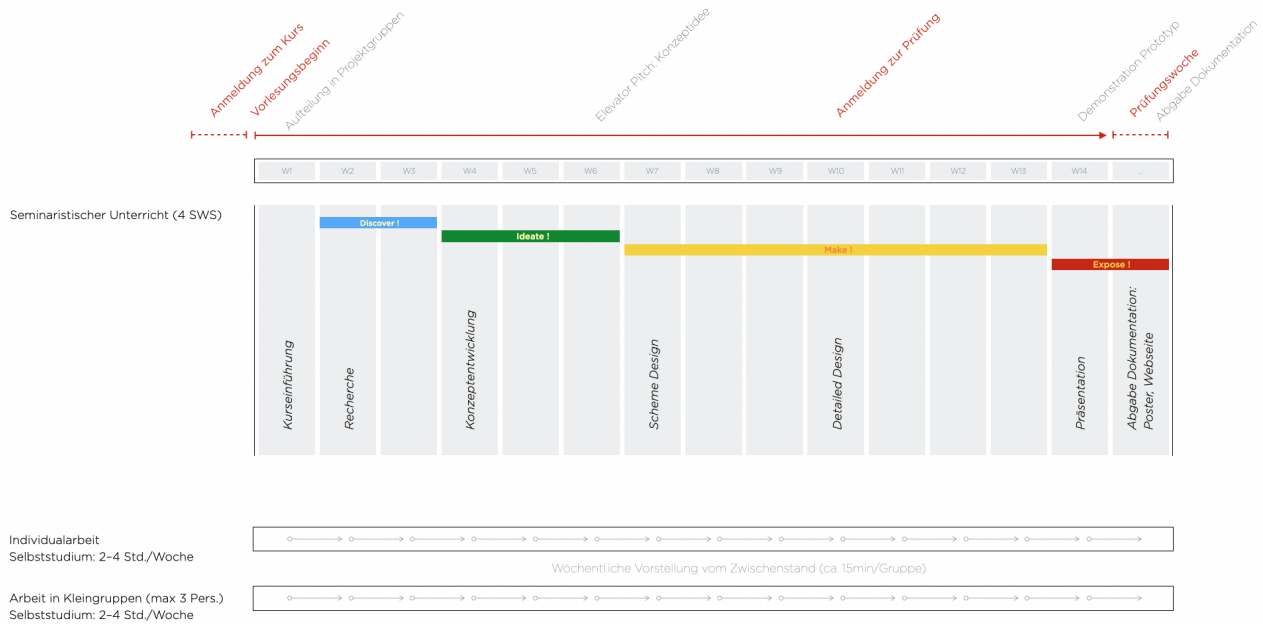 Anmeldung zum Kurs
Vorlesungsbeginn
Aufteilung in Projektgruppen
Elevator Pitch: Konzeptidee
Anmeldung zur Prüfung
Demonstration Prototyp
Prüfungswoche
Abgabe Dokumentation
W1 W2 W3 W4 W5 W6 W7 W8 W9 W10 W11 W12 W13 W14 ...
Seminaristischer Unterricht (4 SWS)
Discover !
Ideate !
Make !
Expose !
Kurseinführung
Recherche
Konzeptentwicklung
Scheme Design
Detailed Design
Präsentation
Abgabe Dokumentation:
Poster, Webseite
Individualarbeit
Selbststudium: 2–4 Std./Woche
Wöchentliche Vorstellung vom Zwischenstand (ca. 15min/Gruppe)
Arbeit in Kleingruppen (max 3 Pers.)
Selbststudium: 2–4 Std./Woche